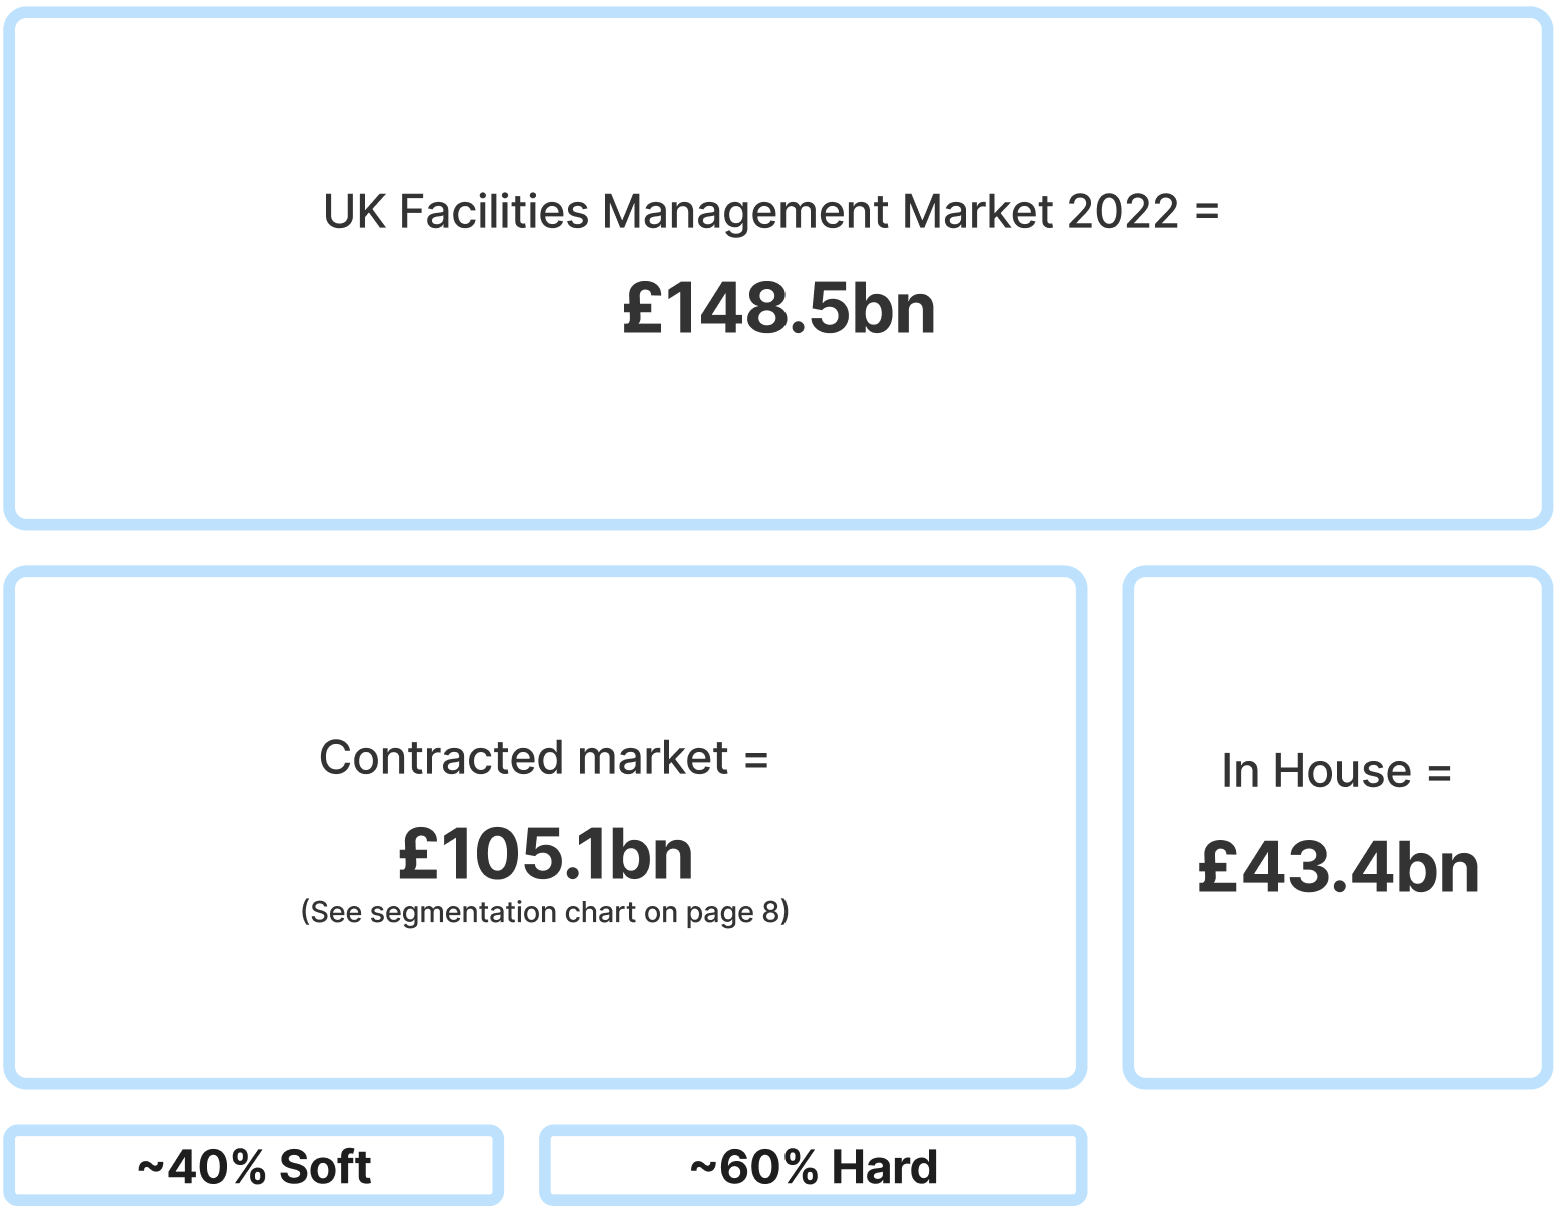 UK Facilities Management Market 2022 =
£148.5bn
Contracted market =
£105.1bn
(See segmentation chart on page 8)
In House =
£43.4bn
~40% Soft
~60% Hard